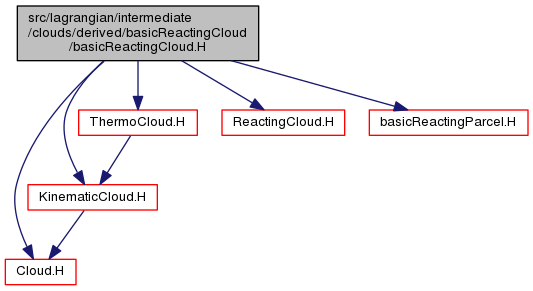 src/lagrangian/intermediate
/clouds/derived/basicReactingCloud
/basicReactingCloud.H
ThermoCloud.H
ReactingCloud.H
basicReactingParcel.H
KinematicCloud.H
Cloud.H